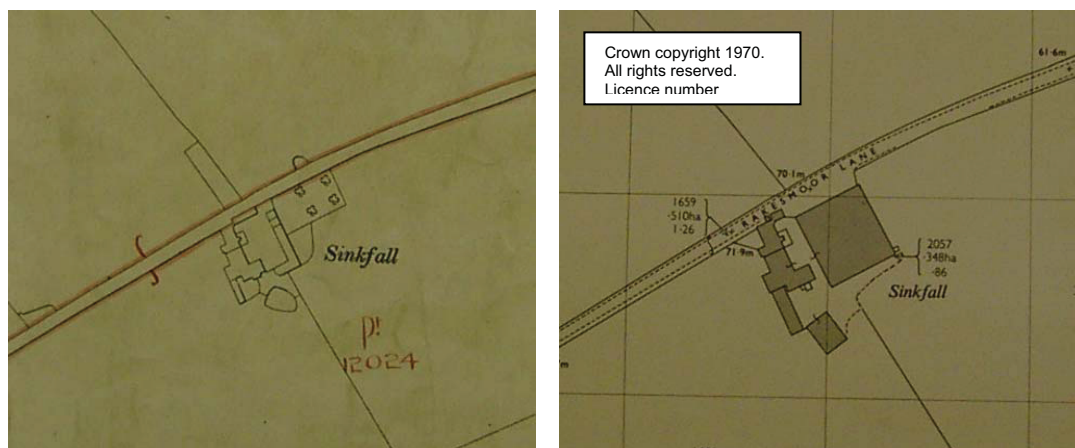 Sinkfall
pt
12024
Crown copyright 1970.
All rights reserved.
Licence number
61·6m
70·1m
RAKESMOOR LANE
1659
·510ha
1·26
71·9m
2057
·348ha
·86
Sinkfall